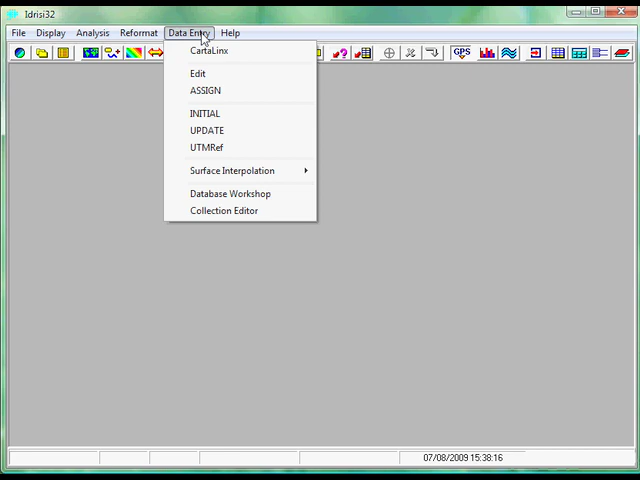 Idrisi32
File Display Analysis Reformat Data Entry Help
GPS
CartaLinx
Edit
ASSIGN
INITIAL
UPDATE
UTMRef
Surface Interpolation
Database Workshop
Collection Editor
07/08/2009 15:38:16